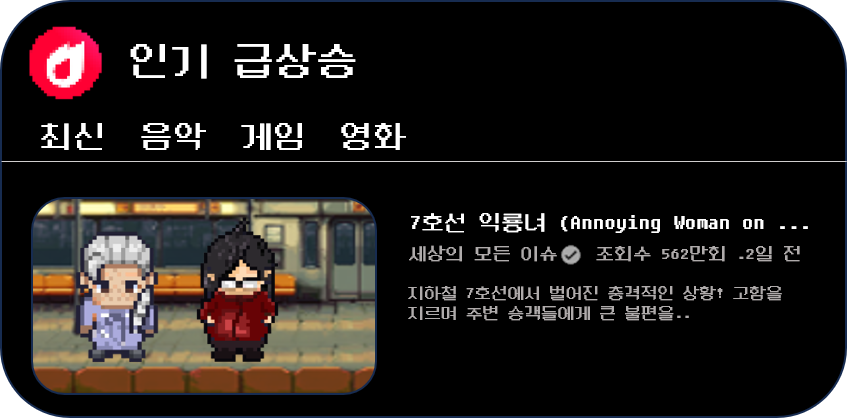 인기 급상승
최신 음악 게임 영화
7호선 익룡녀 (Annoying Woman on ...
세상의 모든 이슈 조회수 562만회 .2일 전
지하철 7호선에서 벌어진 충격적인 상황! 고함을
지르며 주변 승객들에게 큰 불편을..